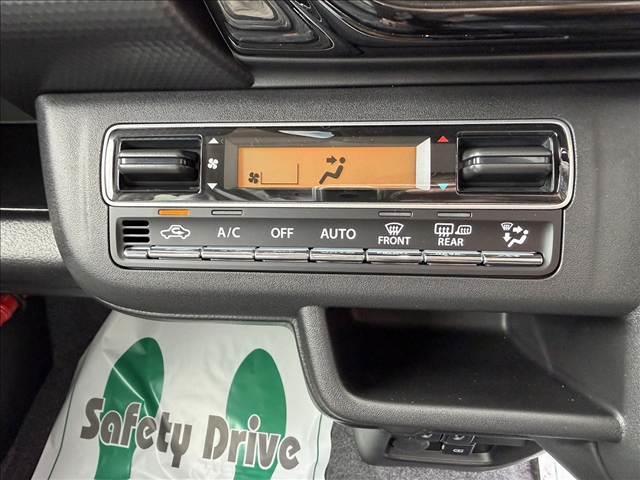 A/C OFF AUTO FRONT REAR
Safety Drive